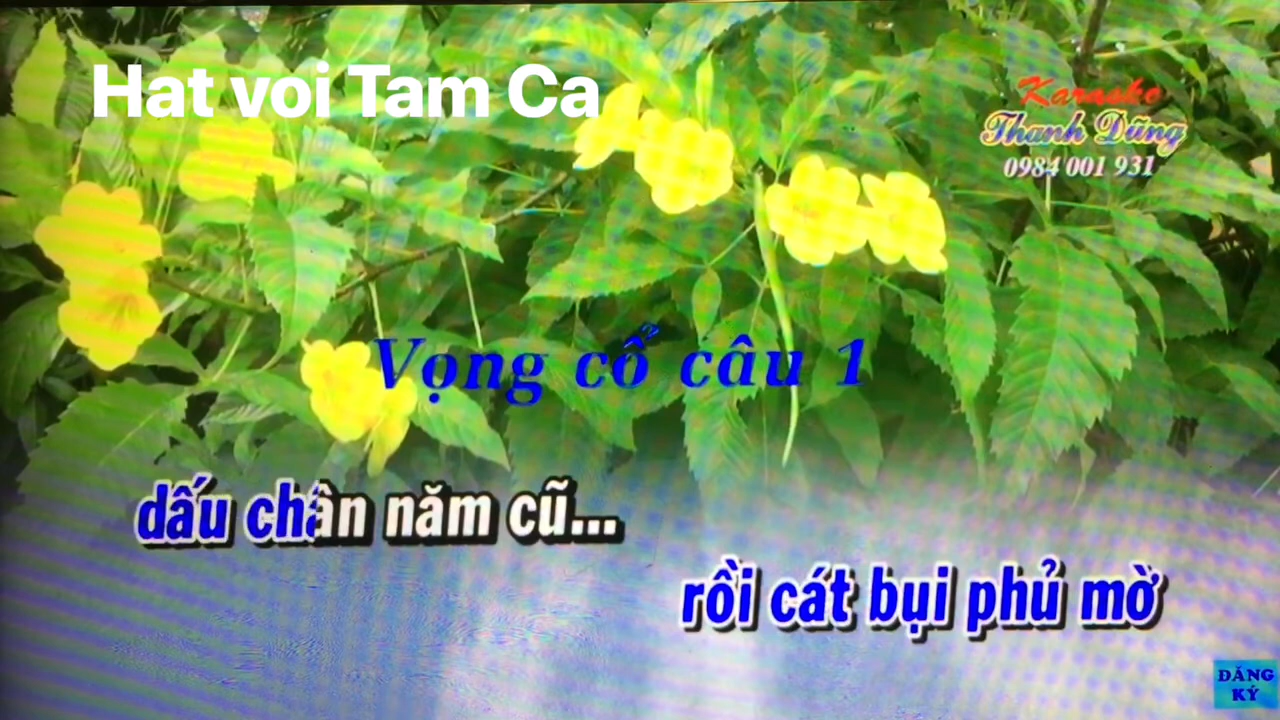 Hat voi Tam Ca
Karaoke
Thanh Dũng
0984 001 931
Vọng cổ câu 1
dấu chân năm cũ...
rồi cát bụi phủ mờ
ĐĂNG
KÝ